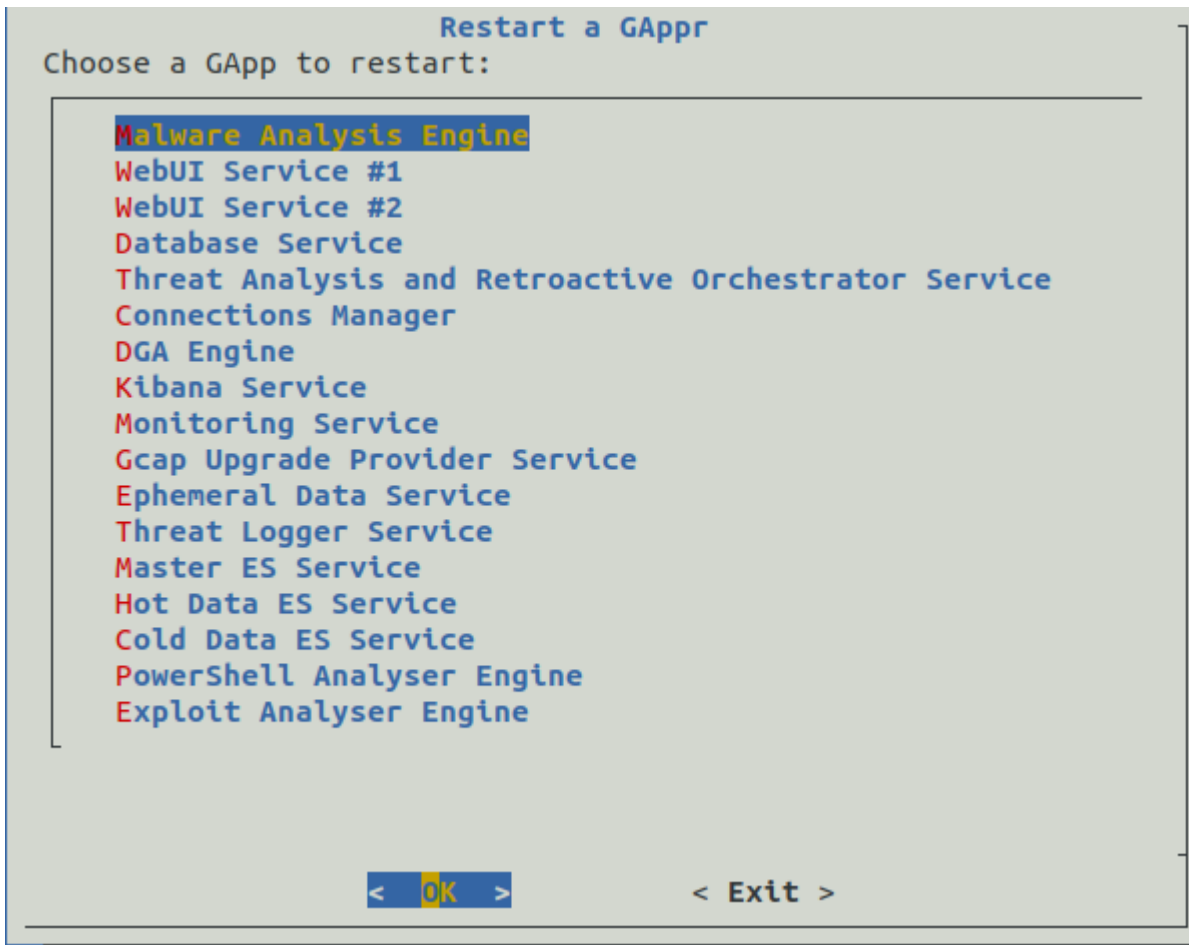 Restart a GAppr
Choose a GApp to restart:
Malware Analysis Engine
WebUI Service #1
WebUI Service #2
Database Service
Threat Analysis and Retroactive Orchestrator Service
Connections Manager
DGA Engine
Kibana Service
Monitoring Service
Gcap Upgrade Provider Service
Ephemeral Data Service
Threat Logger Service
Master ES Service
Hot Data ES Service
Cold Data ES Service
PowerShell Analyser Engine
Exploit Analyser Engine
< OK > < Exit >